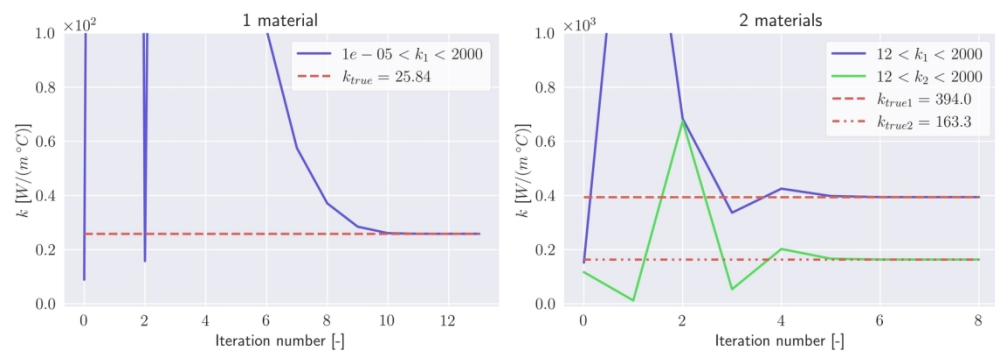 1 material
×10²
1.0
0.8
0.6
0.4
0.2
0.0
k [W/(m °C)]
0 2 4 6 8 10 12
Iteration number [-]
1e − 05 < k₁ < 2000
k_true = 25.84
2 materials
×10³
1.0
0.8
0.6
0.4
0.2
0.0
k [W/(m °C)]
0 2 4 6 8
Iteration number [-]
12 < k₁ < 2000
12 < k₂ < 2000
k_true1 = 394.0
k_true2 = 163.3